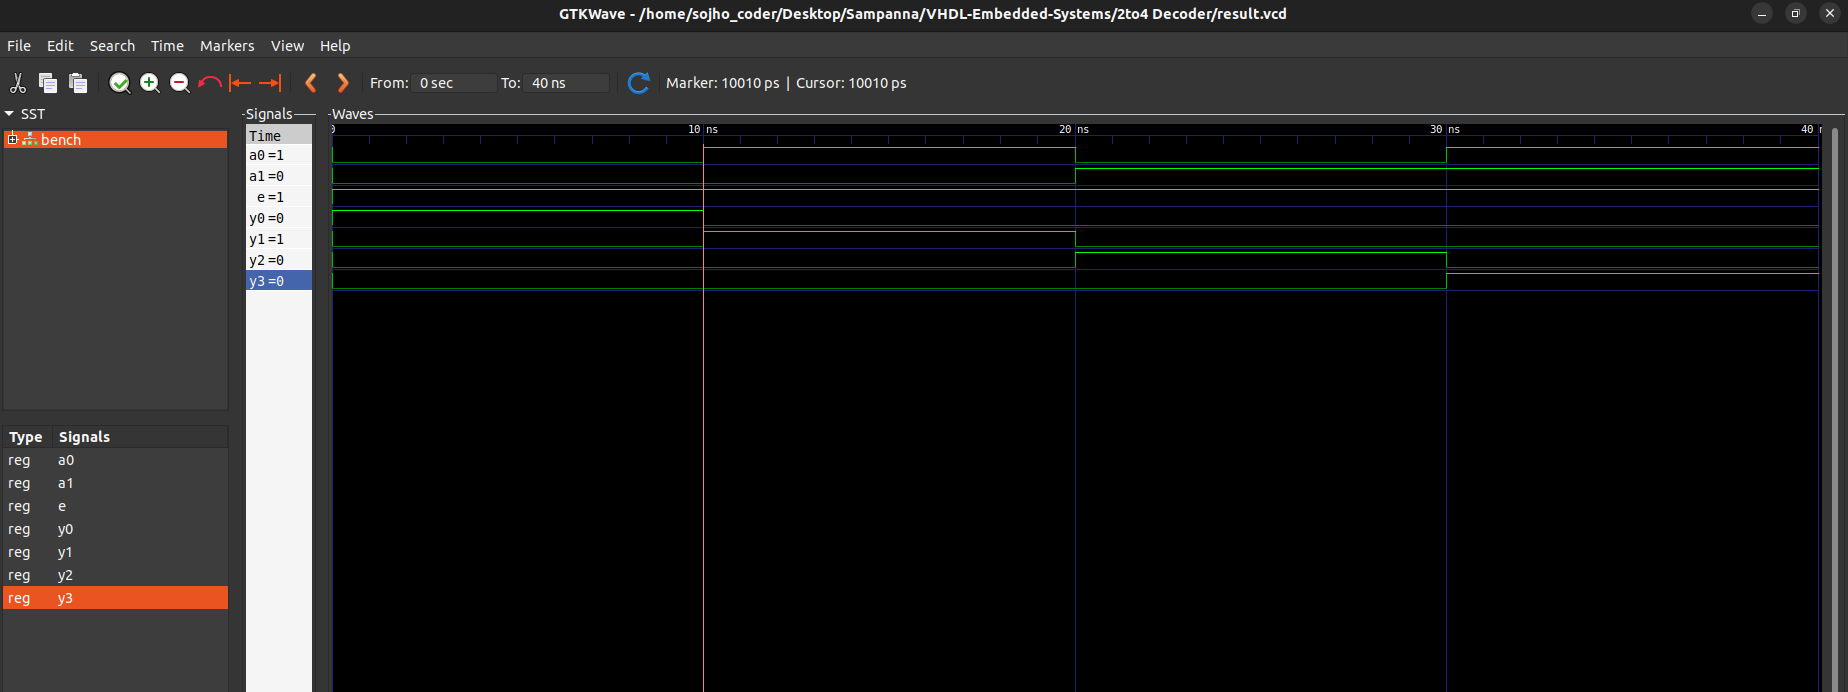 GTKWave - /home/sojho_coder/Desktop/Sampanna/VHDL-Embedded-Systems/2to4 Decoder/result.vcd
File Edit Search Time Markers View Help
From: 0 sec To: 40 ns Marker: 10010 ps | Cursor: 10010 ps
SST
bench
Type Signals
reg a0
reg a1
reg e
reg y0
reg y1
reg y2
reg y3
Signals
Time
a0=1
a1=0
e=1
y0=0
y1=1
y2=0
y3=0
Waves
0 10 ns 20 ns 30 ns 40